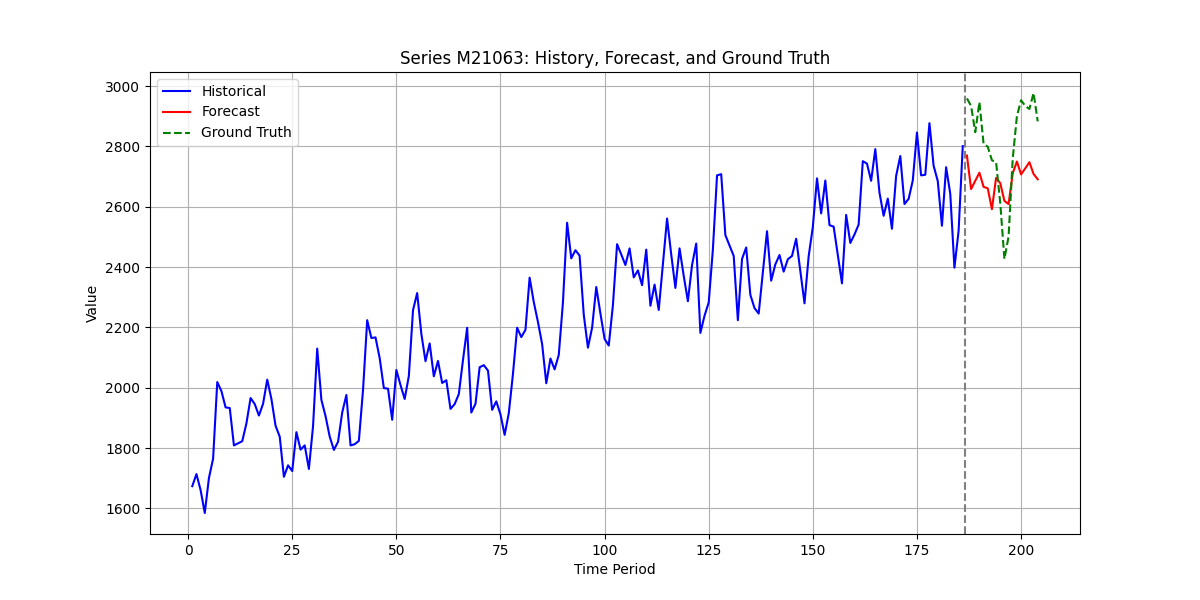 Series M21063: History, Forecast, and Ground Truth
Historical
Forecast
Ground Truth
3000
2800
2600
2400
2200
2000
1800
1600
Value
0 25 50 75 100 125 150 175 200
Time Period